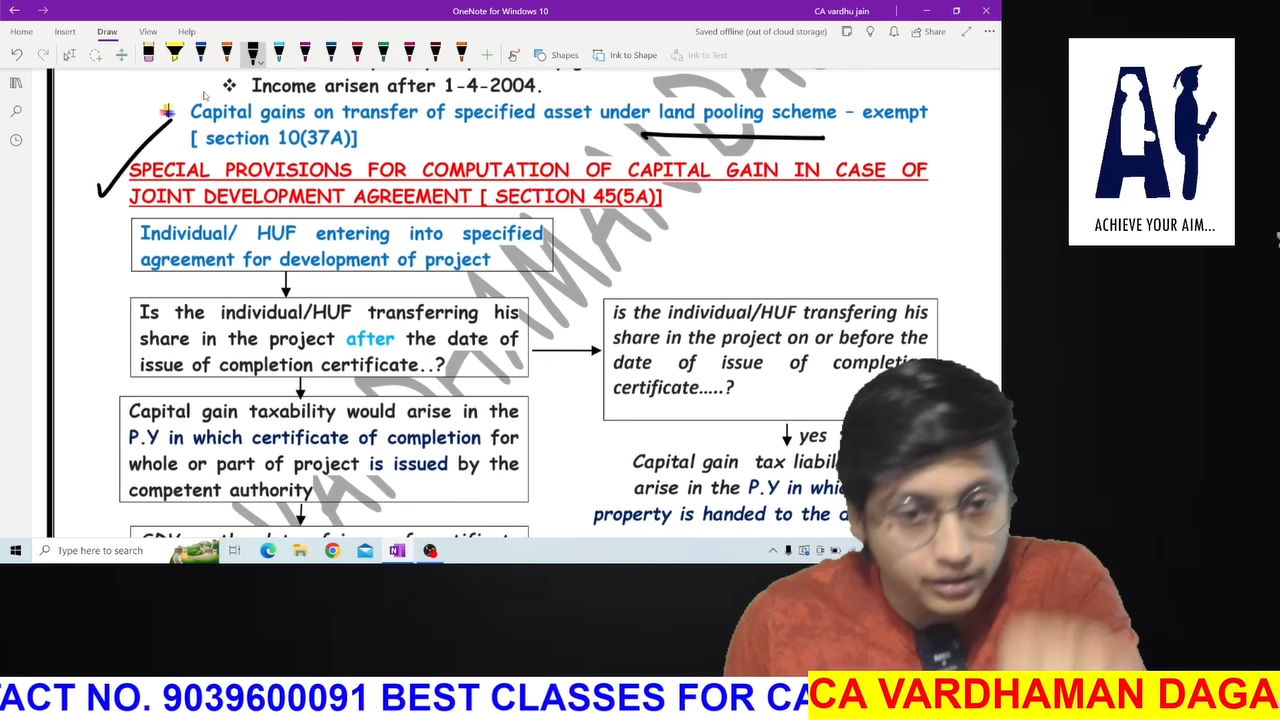 OneNote for Windows 10
CA vardhu jain
Home Insert Draw View Help
Saved offline (out of cloud storage)
Share
Shapes
Ink to Shape
Ink to Text
Income arisen after 1-4-2004.
Capital gains on transfer of specified asset under land pooling scheme – exempt
[ section 10(37A)]
SPECIAL PROVISIONS FOR COMPUTATION OF CAPITAL GAIN IN CASE OF
JOINT DEVELOPMENT AGREEMENT [ SECTION 45(5A)]
Individual/ HUF entering into specified
agreement for development of project
Is the individual/HUF transferring his
share in the project after the date of
issue of completion certificate..?
is the individual/HUF transfering his
share in the project on or before the
date of issue of
certificate.....?
Capital gain taxability would arise in the
P.Y in which certificate of completion for
whole or part of project is issued by the
competent authority
yes
Capital gain tax
arise in the P.Y in
property is handed to the
Type here to search
ACHIEVE YOUR AIM...
CONTACT NO. 9039600091 BEST CLASSES FOR CA
CA VARDHAMAN DAGA